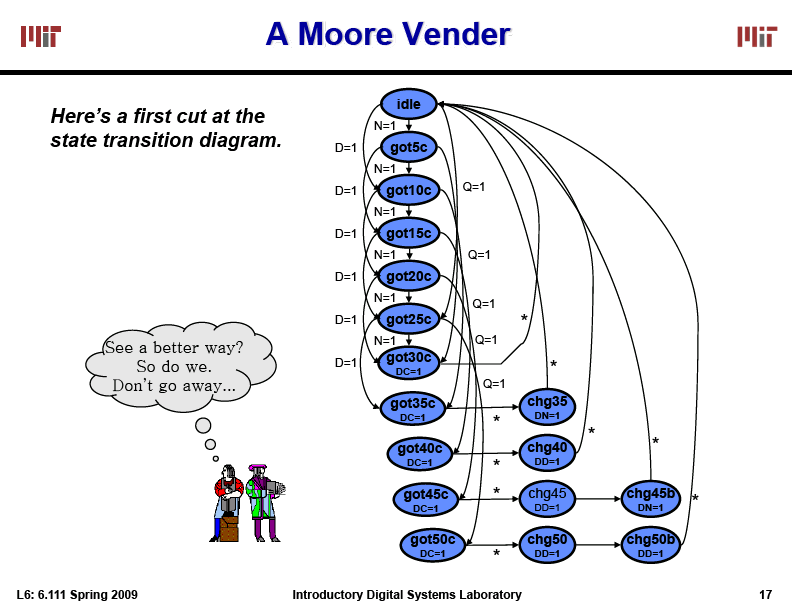 MIT
A Moore Vender
MIT
Here's a first cut at the
state transition diagram.
idle
N=1
D=1
got5c
N=1
D=1
got10c
Q=1
N=1
D=1
got15c
N=1
Q=1
D=1
got20c
N=1
Q=1
D=1
got25c
*
N=1
Q=1
D=1
got30c
DC=1
*
Q=1
got35c
DC=1
*
chg35
DN=1
*
got40c
DC=1
*
chg40
DD=1
*
got45c
DC=1
*
chg45
DD=1
chg45b
DN=1
*
got50c
DC=1
*
chg50
DD=1
chg50b
DD=1
See a better way?
So do we.
Don't go away...
L6: 6.111 Spring 2009
Introductory Digital Systems Laboratory
17